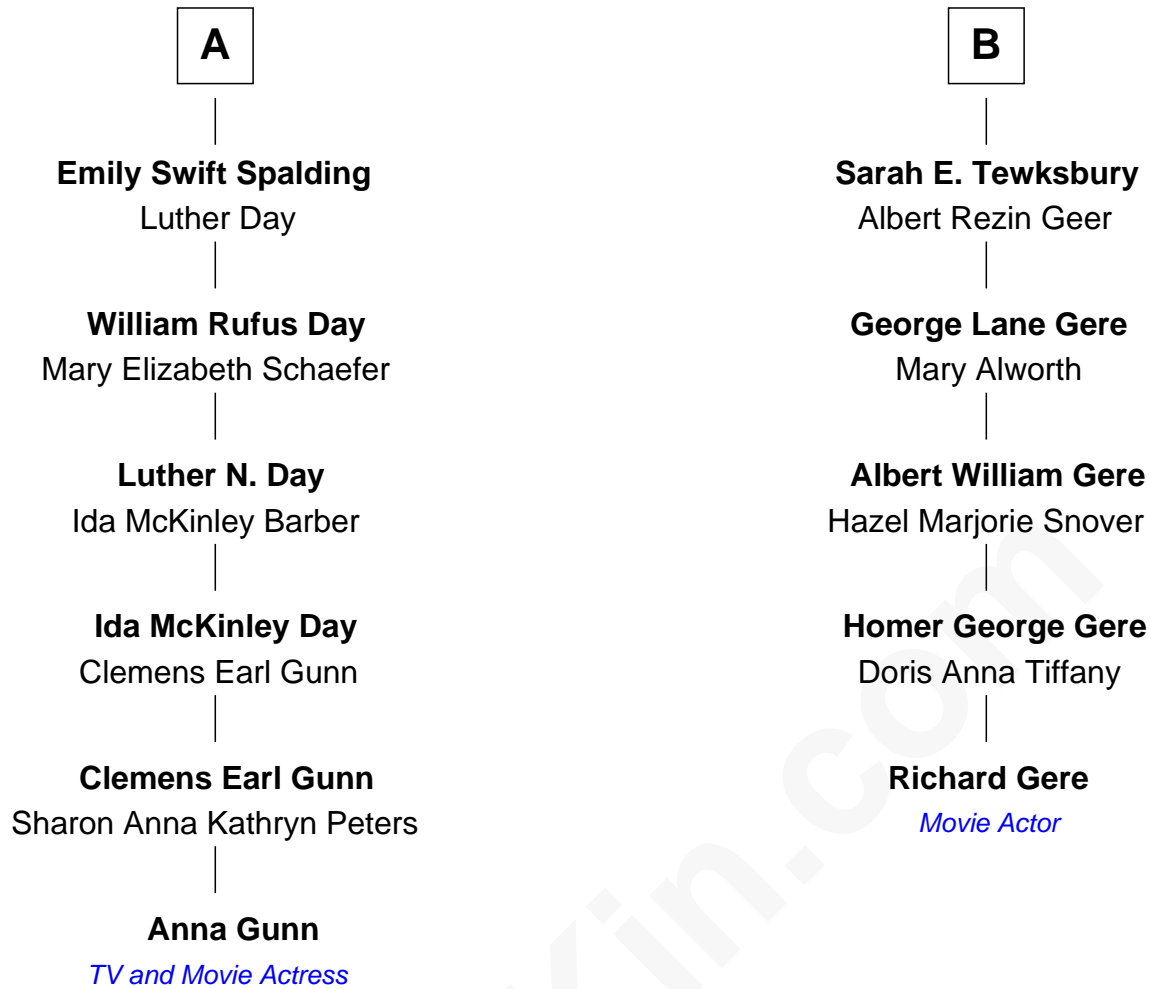 A
Emily Swift Spalding
Luther Day
William Rufus Day
Mary Elizabeth Schaefer
Luther N. Day
Ida McKinley Barber
Ida McKinley Day
Clemens Earl Gunn
Clemens Earl Gunn
Sharon Anna Kathryn Peters
Anna Gunn
TV and Movie Actress
B
Sarah E. Tewksbury
Albert Rezin Geer
George Lane Gere
Mary Alworth
Albert William Gere
Hazel Marjorie Snover
Homer George Gere
Doris Anna Tiffany
Richard Gere
Movie Actor
Kin.com